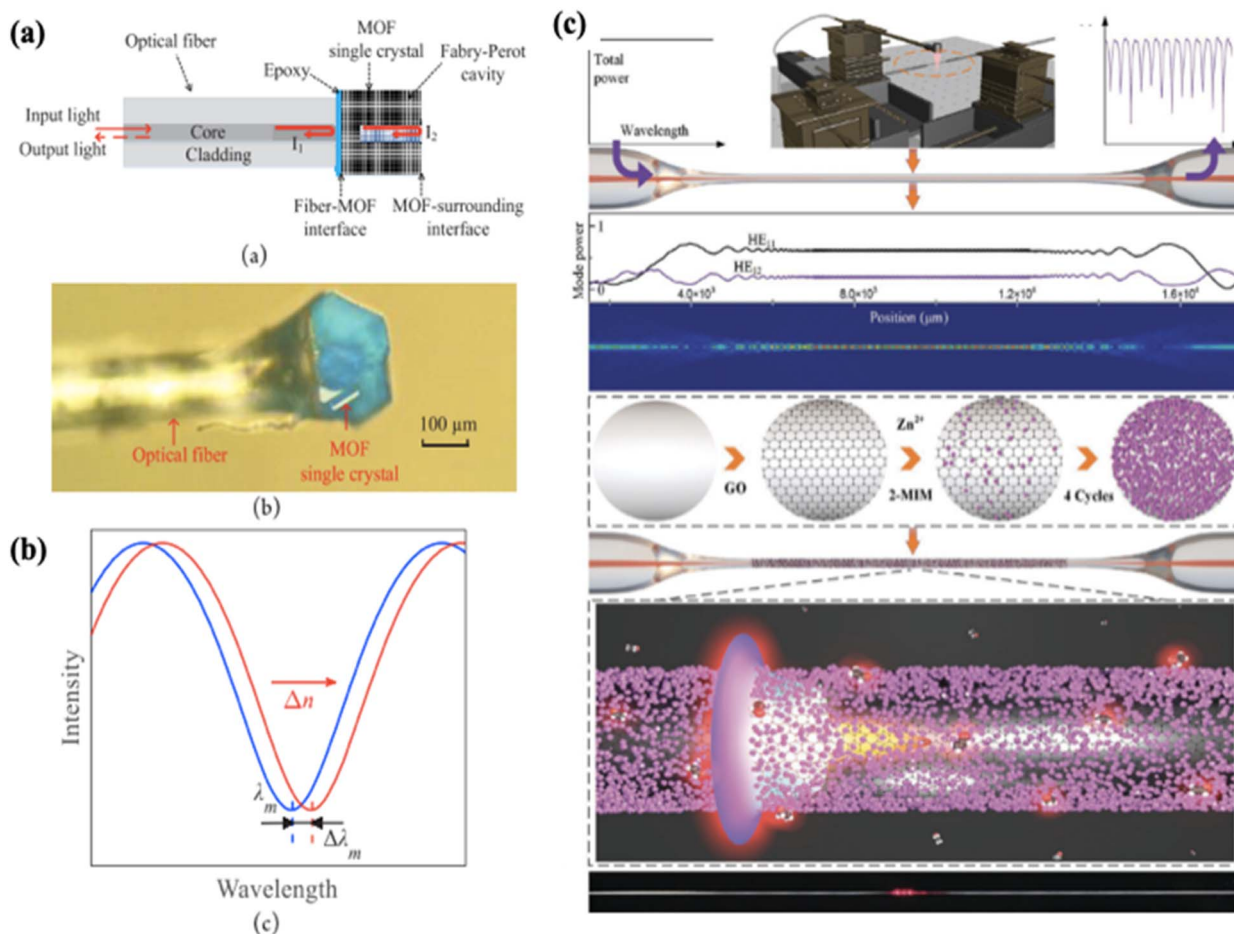 (a)
Optical fiber
MOF
single crystal
Epoxy
Fabry-Perot
cavity
Input light
Output light
Core
Cladding
I₁
I₂
Fiber-MOF
interface
MOF-surrounding
interface
(a)
Optical fiber
MOF
single crystal
100 μm
(b)
(b)
Intensity
Δn
λₘ
Δλₘ
Wavelength
(c)
(c)
Total
power
Wavelength
Mode power
1
0
HE₁₁
HE₁₂
4.0×10³
8.0×10³
1.2×10⁴
1.6×10⁴
Position (μm)
GO
Zn²⁺
2-MIM
4 Cycles